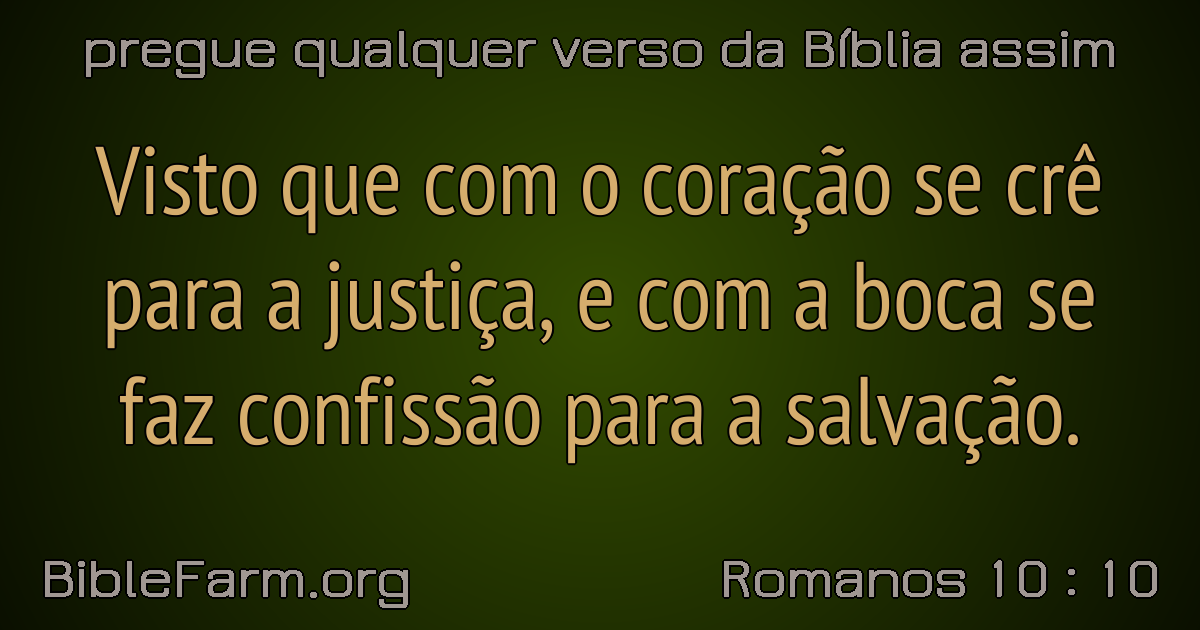 pregue qualquer verso da Bíblia assim
Visto que com o coração se crê
para a justiça, e com a boca se
faz confissão para a salvação.
BibleFarm.org
Romanos 10 : 10